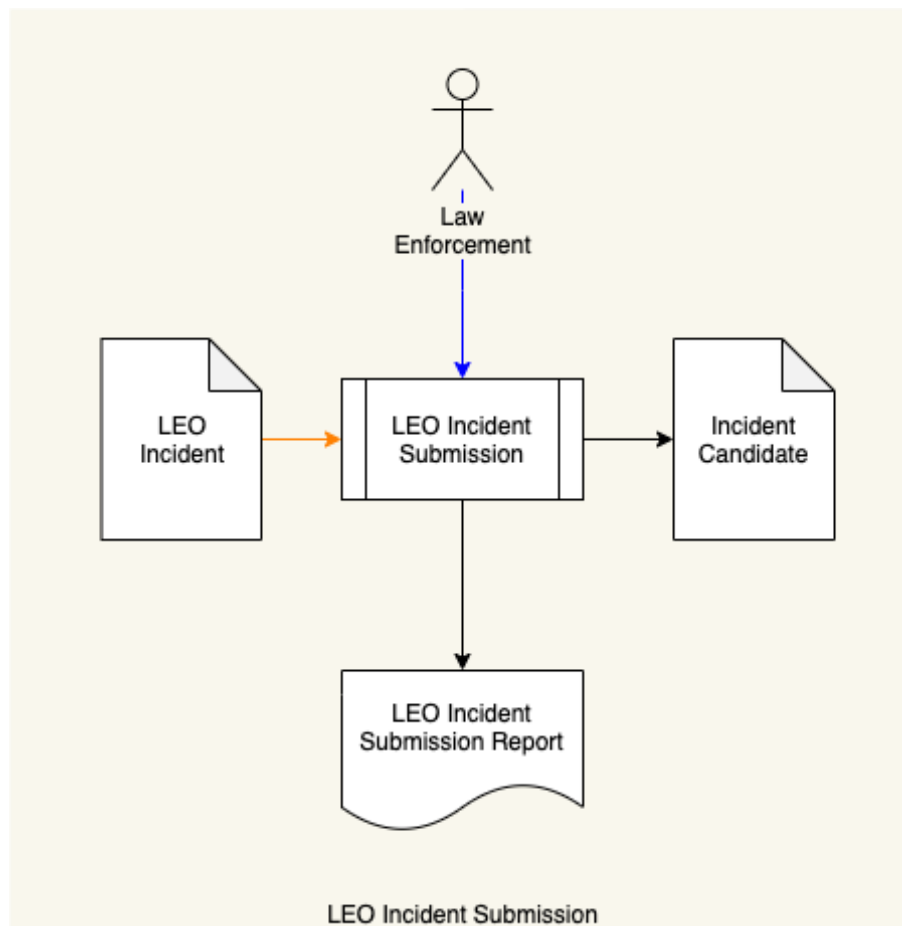 Law
Enforcement
LEO
Incident
LEO Incident
Submission
Incident
Candidate
LEO Incident
Submission Report
LEO Incident Submission